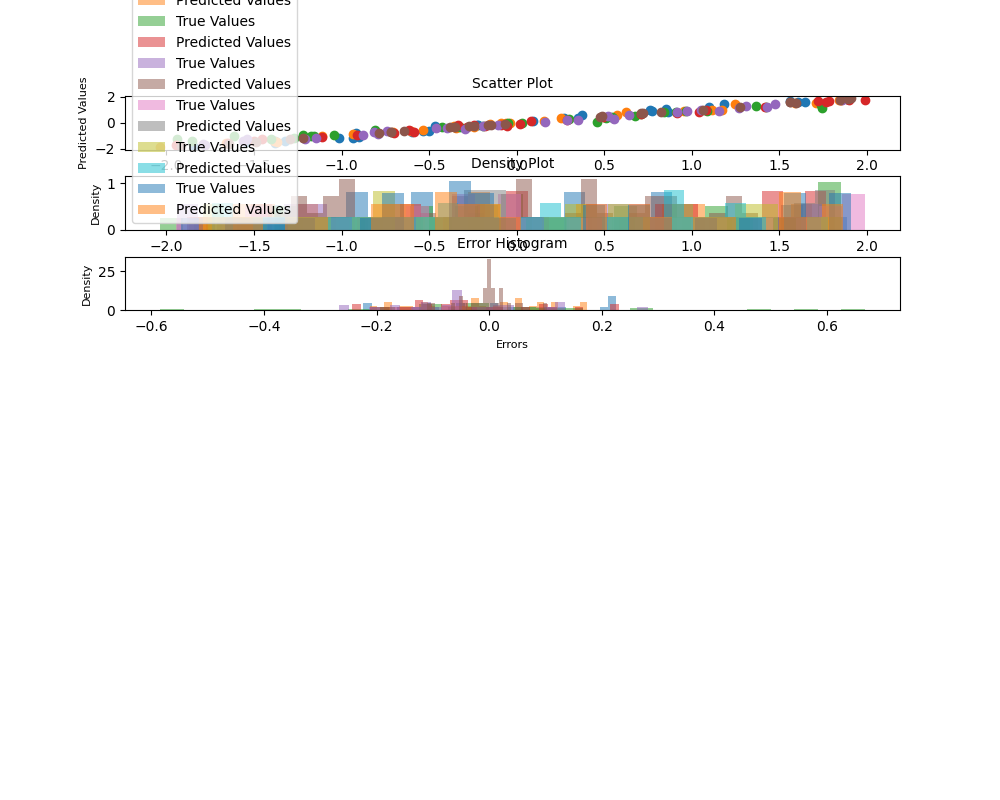 Predicted Values
True Values
Predicted Values
True Values
Predicted Values
True Values
Predicted Values
True Values
Predicted Values
True Values
Predicted Values
Scatter Plot
Predicted Values
2
0
−2
−2.0 −1.5 −1.0 −0.5 0.0 0.5 1.0 1.5 2.0
Density Plot
Density
1
0
−2.0 −1.5 −1.0 −0.5 0.0 0.5 1.0 1.5 2.0
Error Histogram
Density
25
0
−0.6 −0.4 −0.2 0.0 0.2 0.4 0.6
Errors